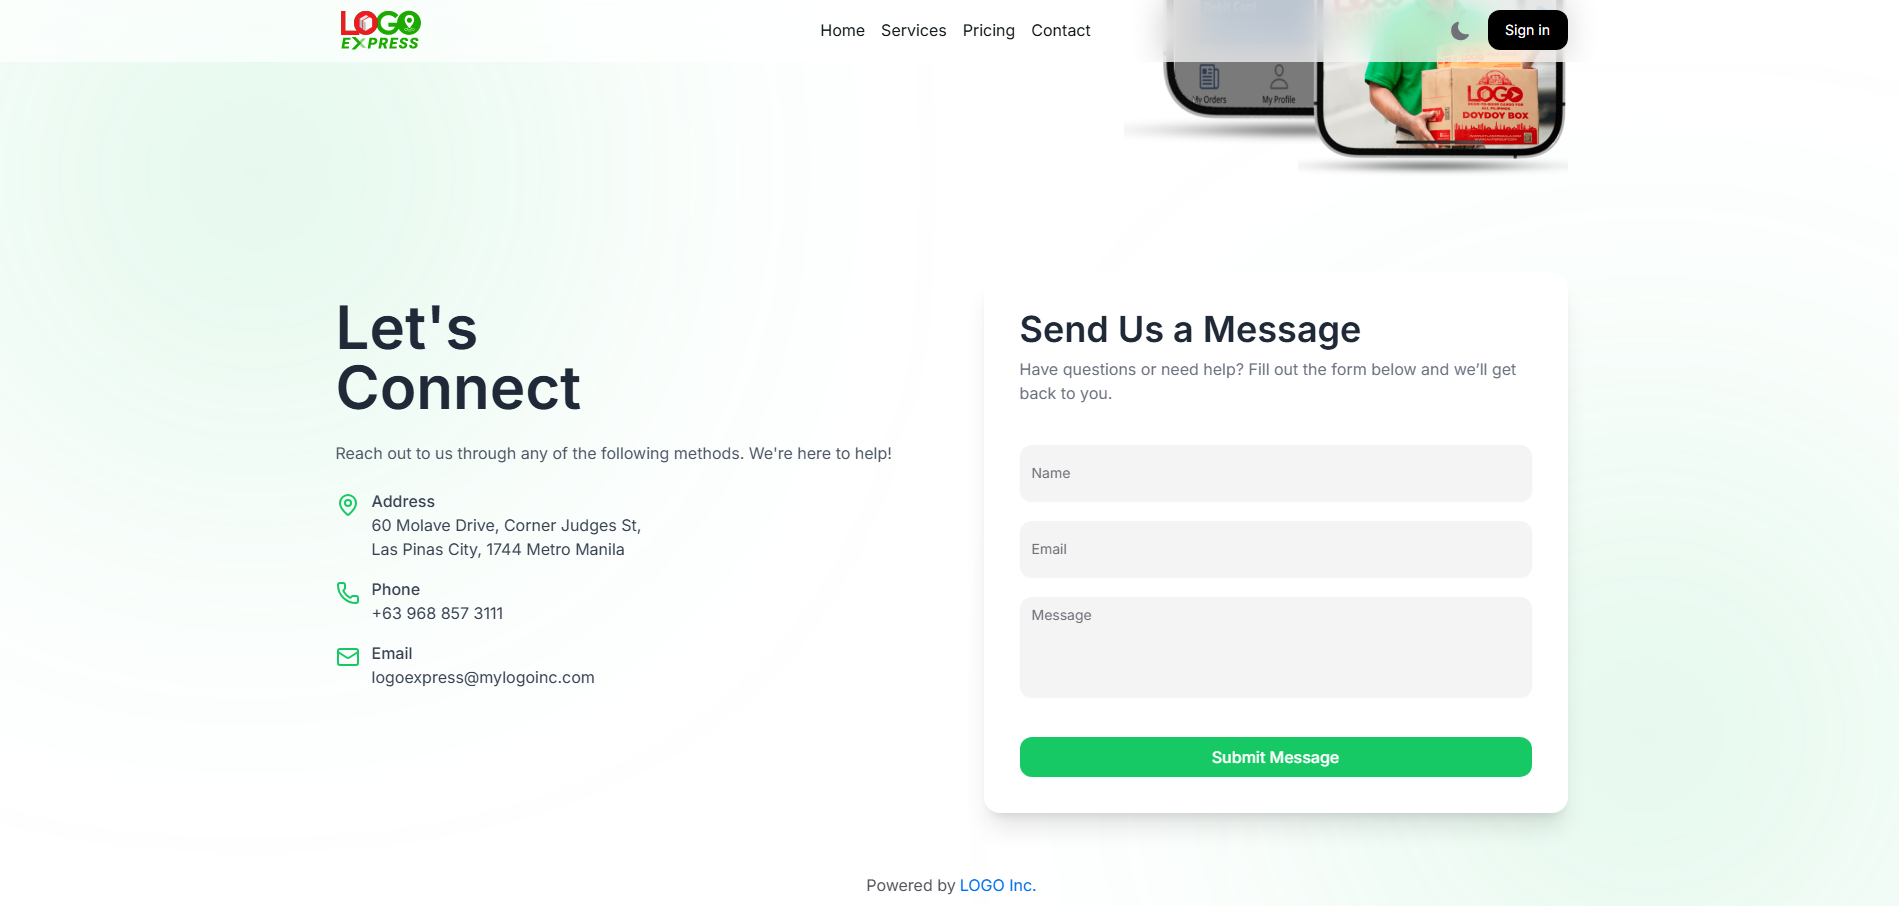 LOGO
EXPRESS
Home Services Pricing Contact
Sign in
My Orders
My Profile
LOGO
DOYDOY BOX
Let's
Connect
Reach out to us through any of the following methods. We're here to help!
Address
60 Molave Drive, Corner Judges St,
Las Pinas City, 1744 Metro Manila
Phone
+63 968 857 3111
Email
logoexpress@mylogoinc.com
Send Us a Message
Have questions or need help? Fill out the form below and we’ll get
back to you.
Name
Email
Message
Submit Message
Powered by LOGO Inc.